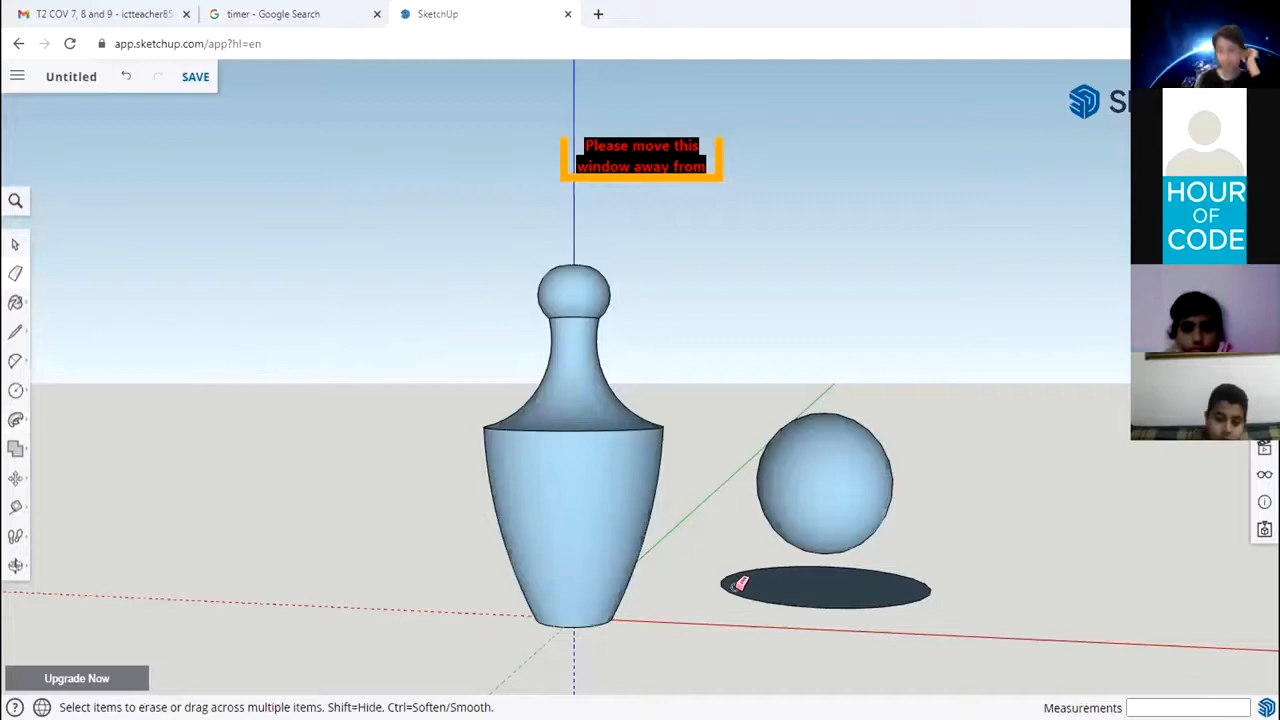 T2 COV 7, 8 and 9 - ictteacher85
timer - Google Search
SketchUp
app.sketchup.com/app?hl=en
Untitled
SAVE
Please move this
window away from
HOUR
OF
CODE
Upgrade Now
Select items to erase or drag across multiple items. Shift=Hide. Ctrl=Soften/Smooth.
Measurements